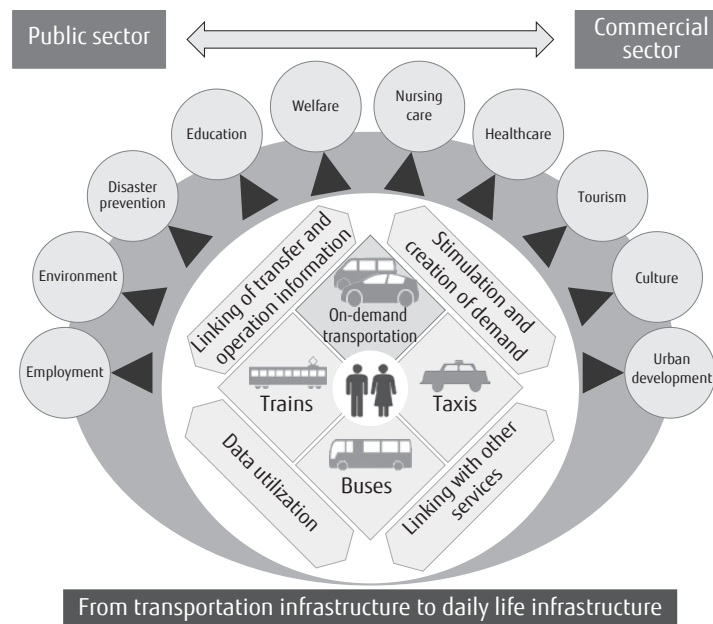 Public sector
Commercial
sector
Welfare
Nursing
care
Education
Healthcare
Disaster
prevention
Tourism
Environment
Culture
Employment
Urban
development
Linking of transfer and
operation information
Stimulation and
creation of demand
On-demand
transportation
Trains
Taxis
Buses
Data utilization
Linking with other
services
From transportation infrastructure to daily life infrastructure